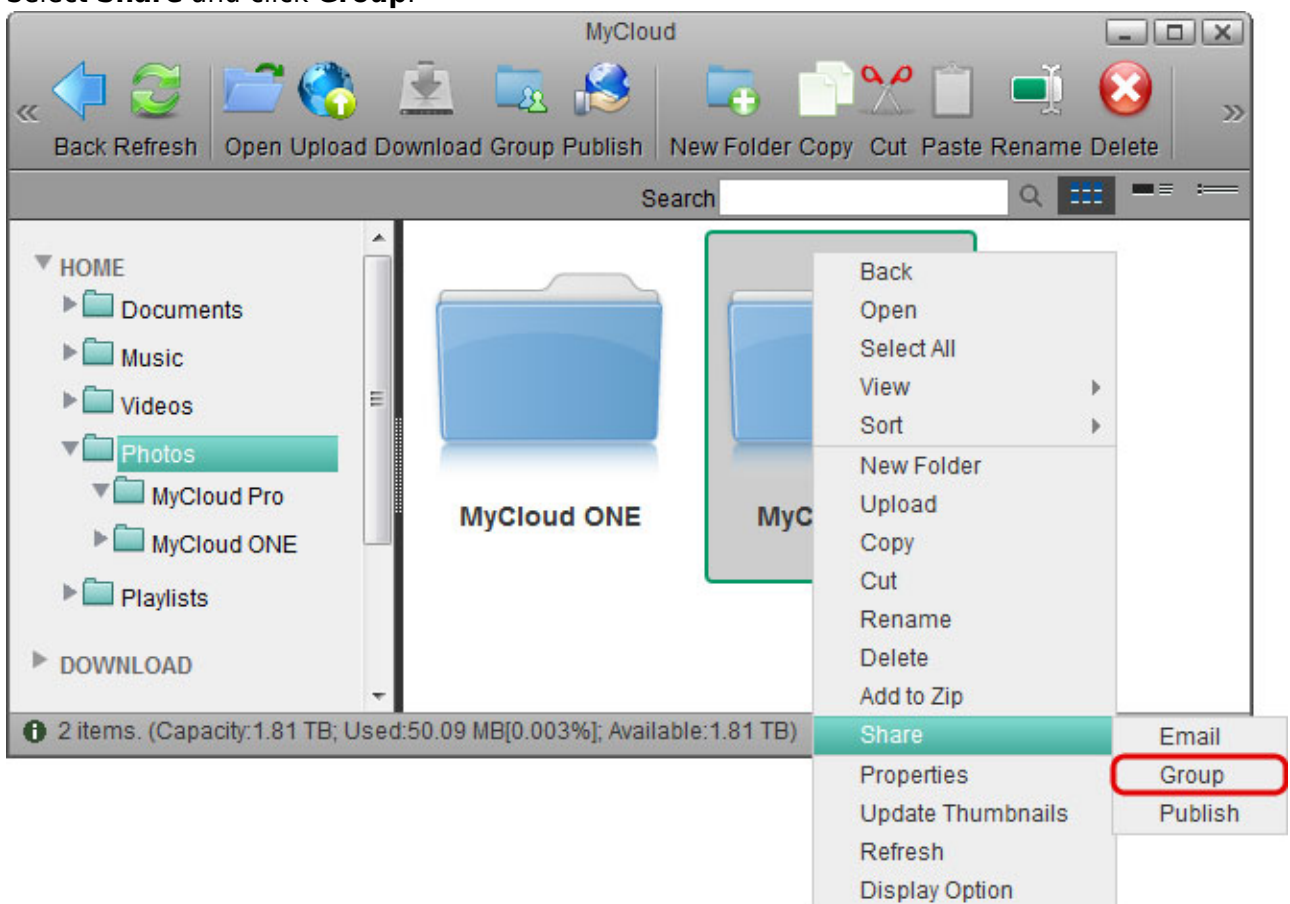 Select Share and click Group.
MyCloud
Back Refresh Open Upload Download Group Publish New Folder Copy Cut Paste Rename Delete
Search
HOME
Documents
Music
Videos
Photos
MyCloud Pro
MyCloud ONE
Playlists
DOWNLOAD
MyCloud ONE
MyC
Back
Open
Select All
View
Sort
New Folder
Upload
Copy
Cut
Rename
Delete
Add to Zip
Share
Properties
Update Thumbnails
Refresh
Display Option
Email
Group
Publish
2 items. (Capacity:1.81 TB; Used:50.09 MB[0.003%]; Available:1.81 TB)